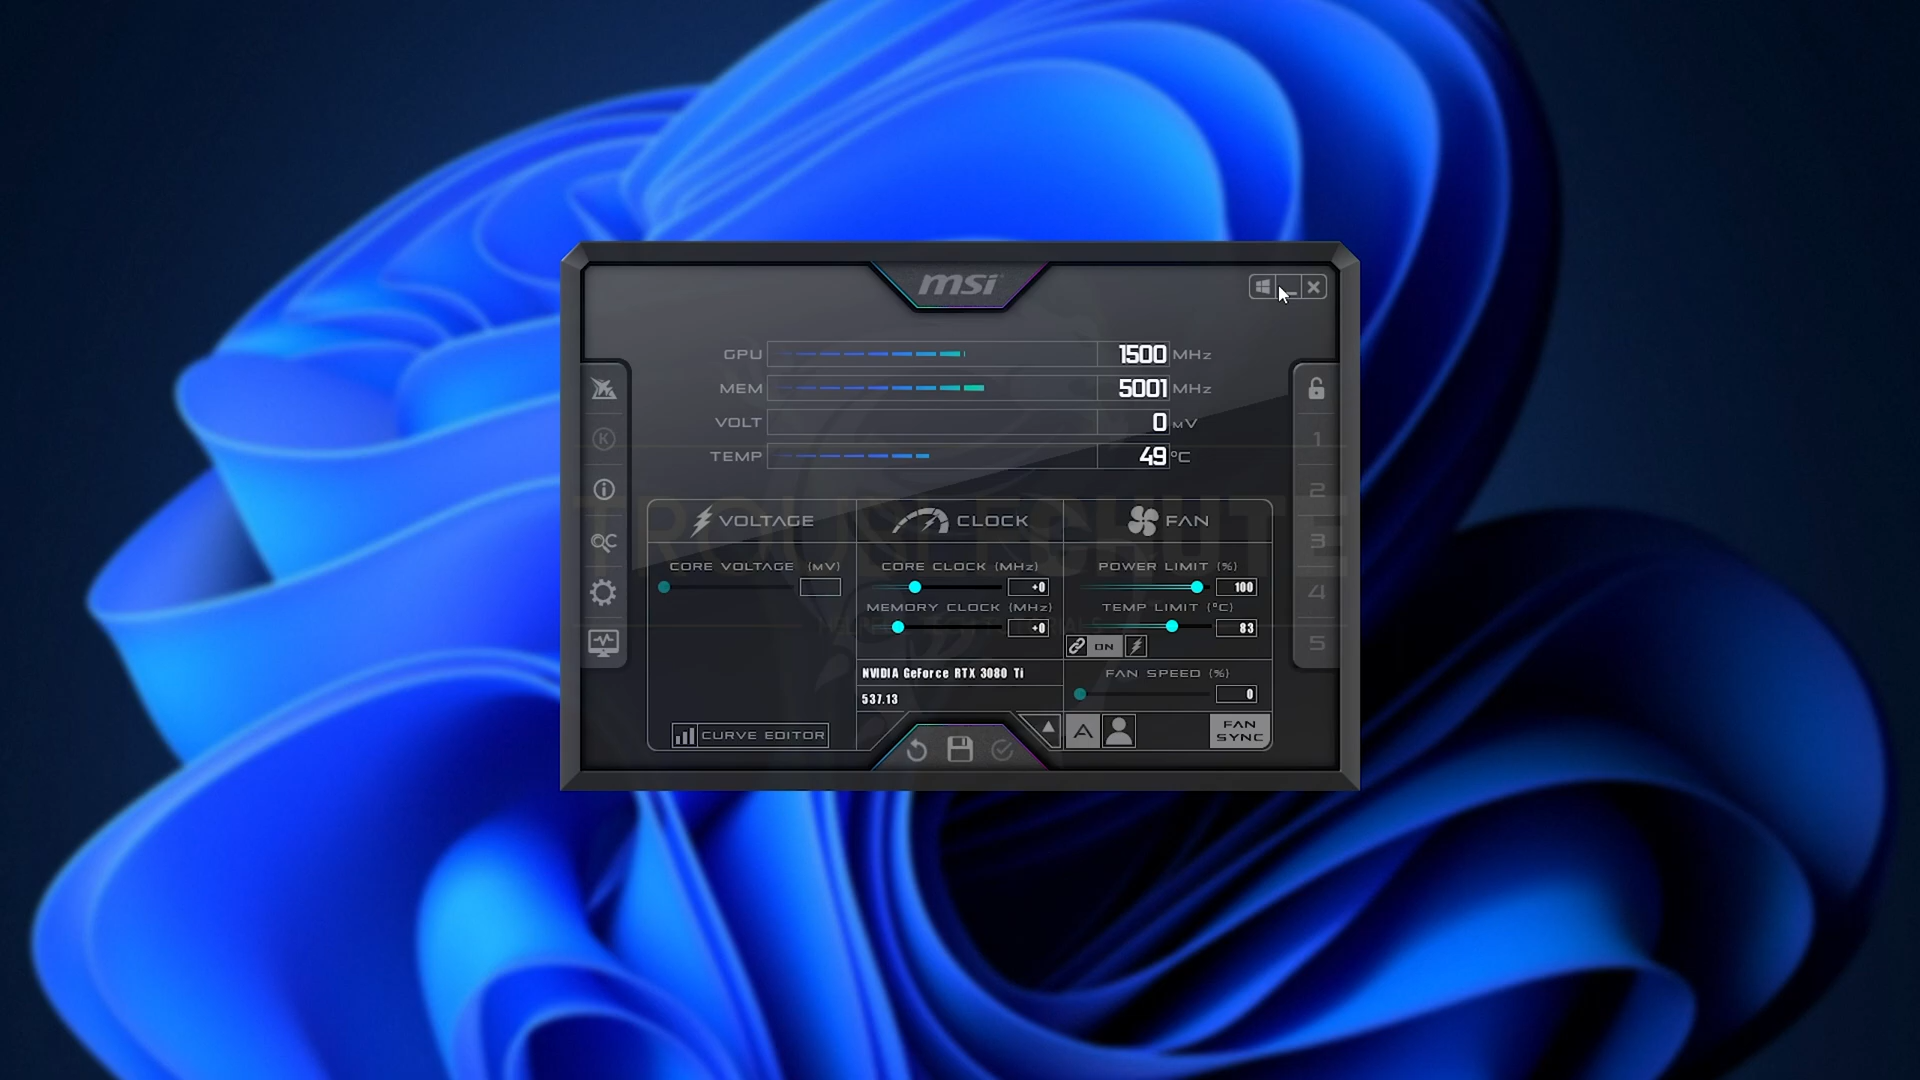 msi
GPU 1500 MHz
MEM 5001 MHz
VOLT 0 mV
TEMP 49 °C
K
1
2
3
4
5
VOLTAGE CLOCK FAN
CORE VOLTAGE (MV) CORE CLOCK (MHz) POWER LIMIT (%)
+0 100
MEMORY CLOCK (MHz) TEMP LIMIT (°C)
+0 83
ON
NVIDIA GeForce RTX 3080 Ti FAN SPEED (%)
537.13 0
CURVE EDITOR A FAN
SYNC